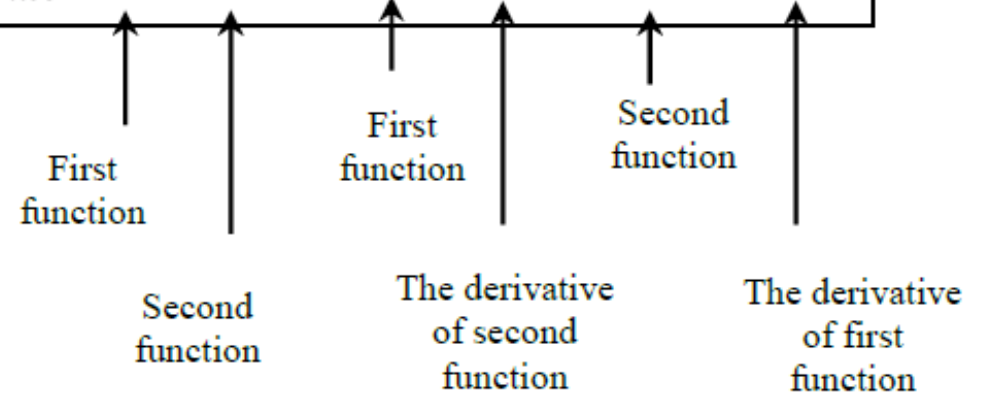 First
function
Second
function
First
function
The derivative
of second
function
Second
function
The derivative
of first
function